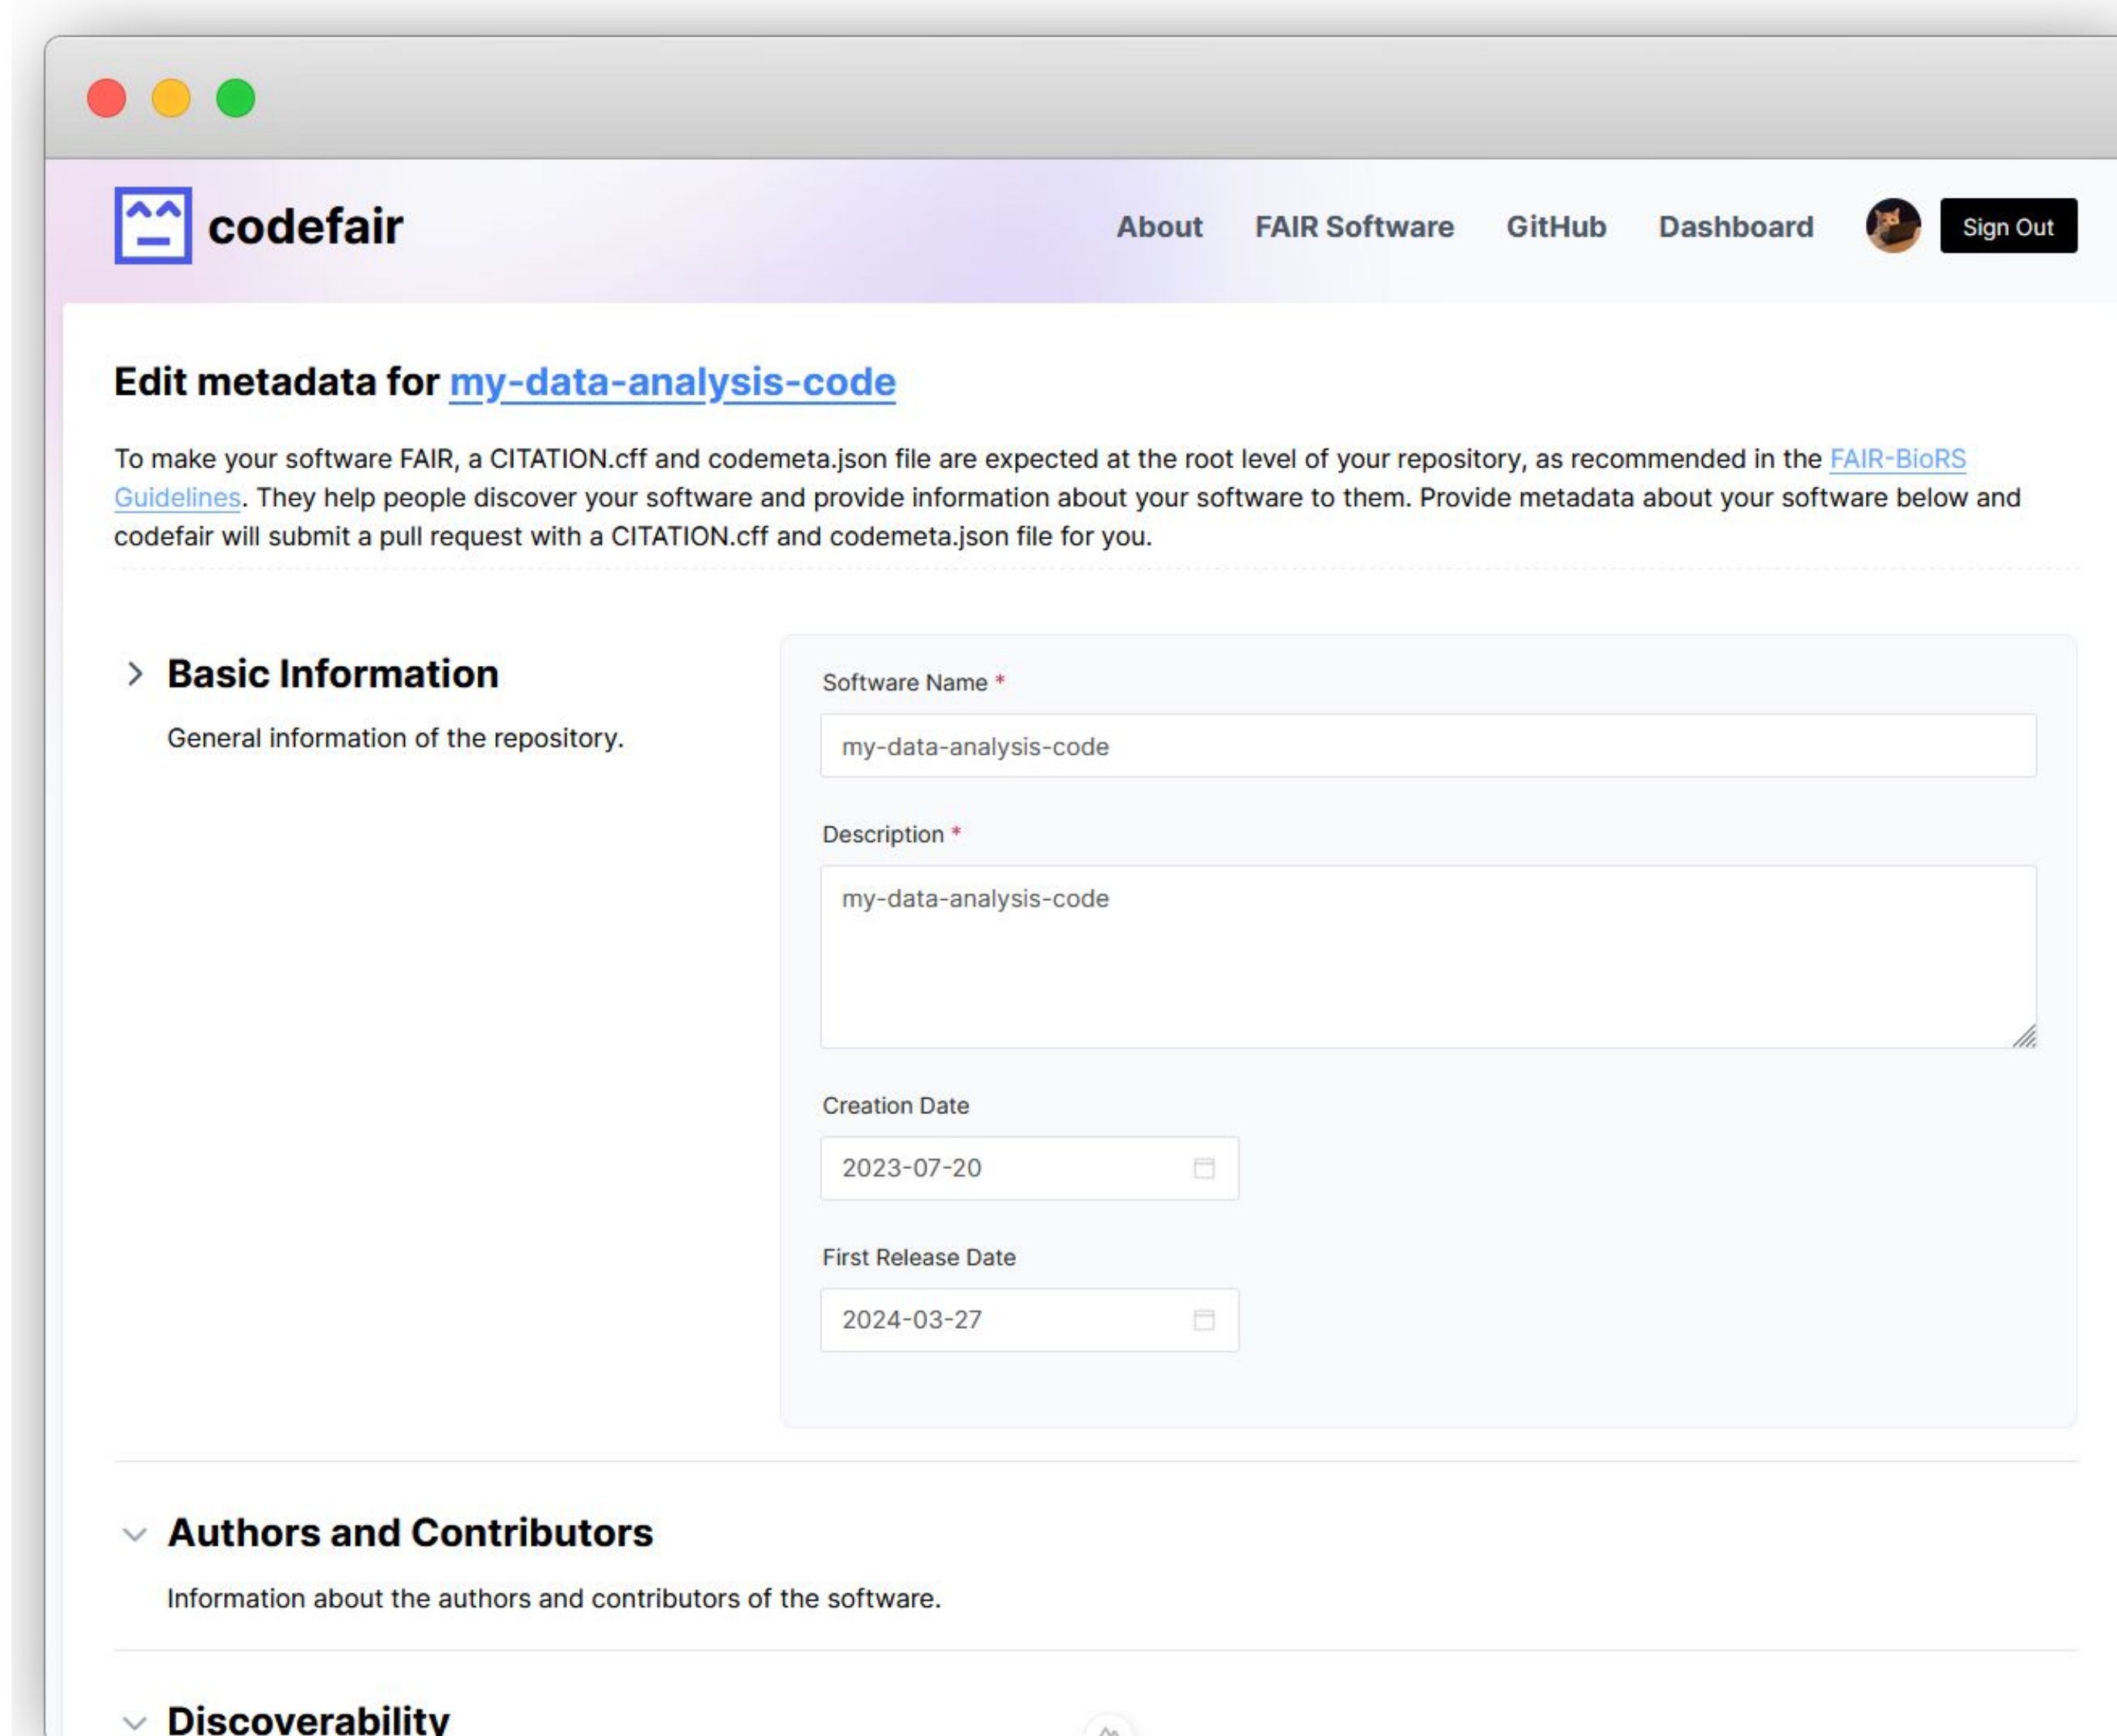 codefair
About FAIR Software GitHub Dashboard Sign Out
Edit metadata for my-data-analysis-code
To make your software FAIR, a CITATION.cff and codemeta.json file are expected at the root level of your repository, as recommended in the FAIR-BioRS
Guidelines. They help people discover your software and provide information about your software to them. Provide metadata about your software below and
codefair will submit a pull request with a CITATION.cff and codemeta.json file for you.
Basic Information
General information of the repository.
Software Name *
my-data-analysis-code
Description *
my-data-analysis-code
Creation Date
2023-07-20
First Release Date
2024-03-27
Authors and Contributors
Information about the authors and contributors of the software.
Discoverability